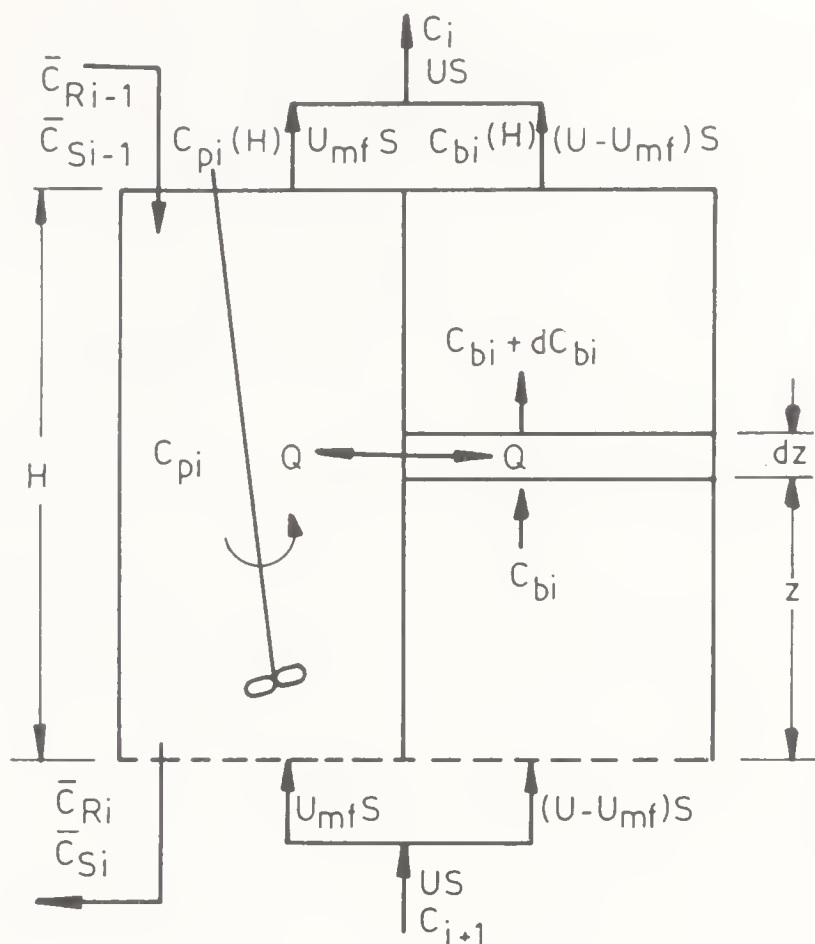 C_i
US
C̄_Ri-1
C̄_Si-1
C_pi(H)
U_mf S
C_bi(H)
(U-U_mf)S
C_bi + dC_bi
H
C_pi
Q
Q
dz
C_bi
z
C̄_Ri
C̄_Si
U_mf S
(U-U_mf)S
US
C_i+1